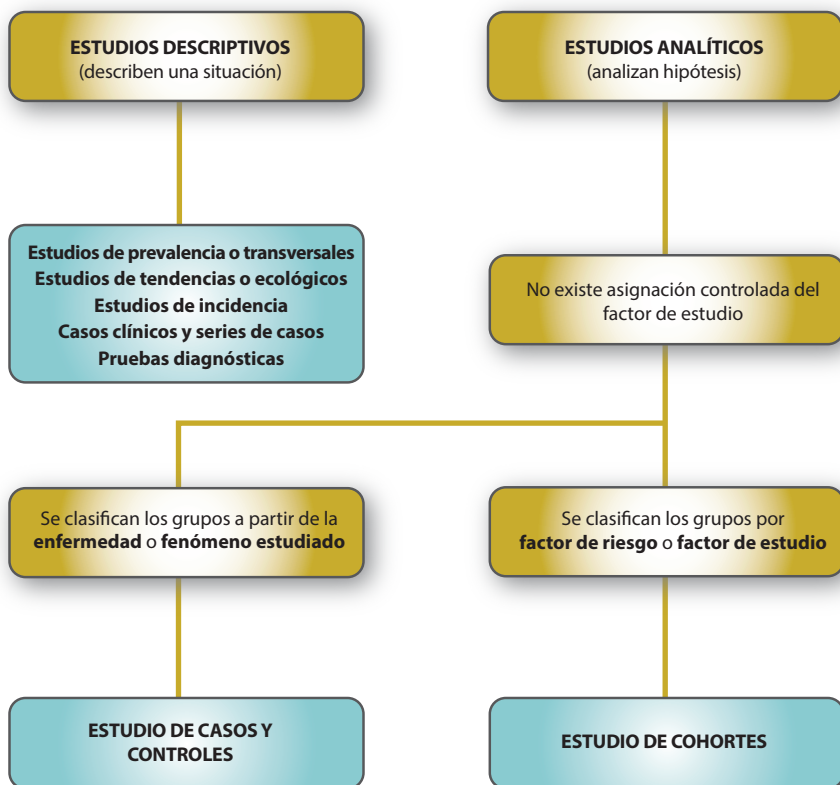 ESTUDIOS DESCRIPTIVOS
(describen una situación)
ESTUDIOS ANALÍTICOS
(analizan hipótesis)
Estudios de prevalencia o transversales
Estudios de tendencias o ecológicos
Estudios de incidencia
Casos clínicos y series de casos
Pruebas diagnósticas
No existe asignación controlada del
factor de estudio
Se clasifican los grupos a partir de la
enfermedad o fenómeno estudiado
Se clasifican los grupos por
factor de riesgo o factor de estudio
ESTUDIO DE CASOS Y
CONTROLES
ESTUDIO DE COHORTES